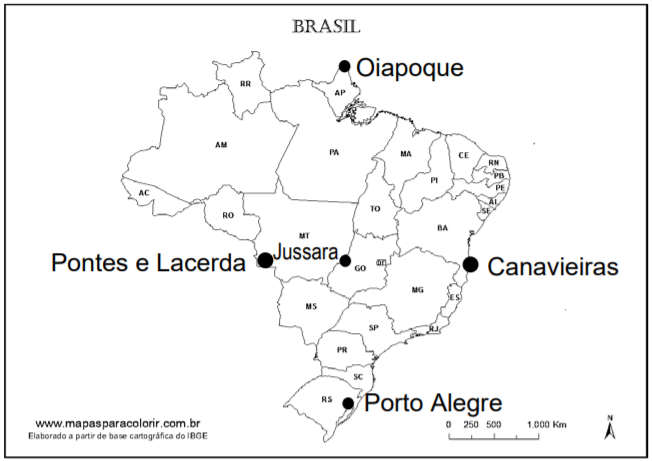 BRASIL
Oiapoque
RR
AP
AM
PA
MA
CE
RN
PB
PI
PE
AC
AL
SE
TO
RO
BA
MT
Pontes e Lacerda
Jussara
GO
DF
Canavieiras
MG
MS
ES
SP
RJ
PR
SC
RS
Porto Alegre
www.mapasparacolorir.com.br
Elaborado a partir de base cartográfica do IBGE
0 250 500 1.000 Km
N